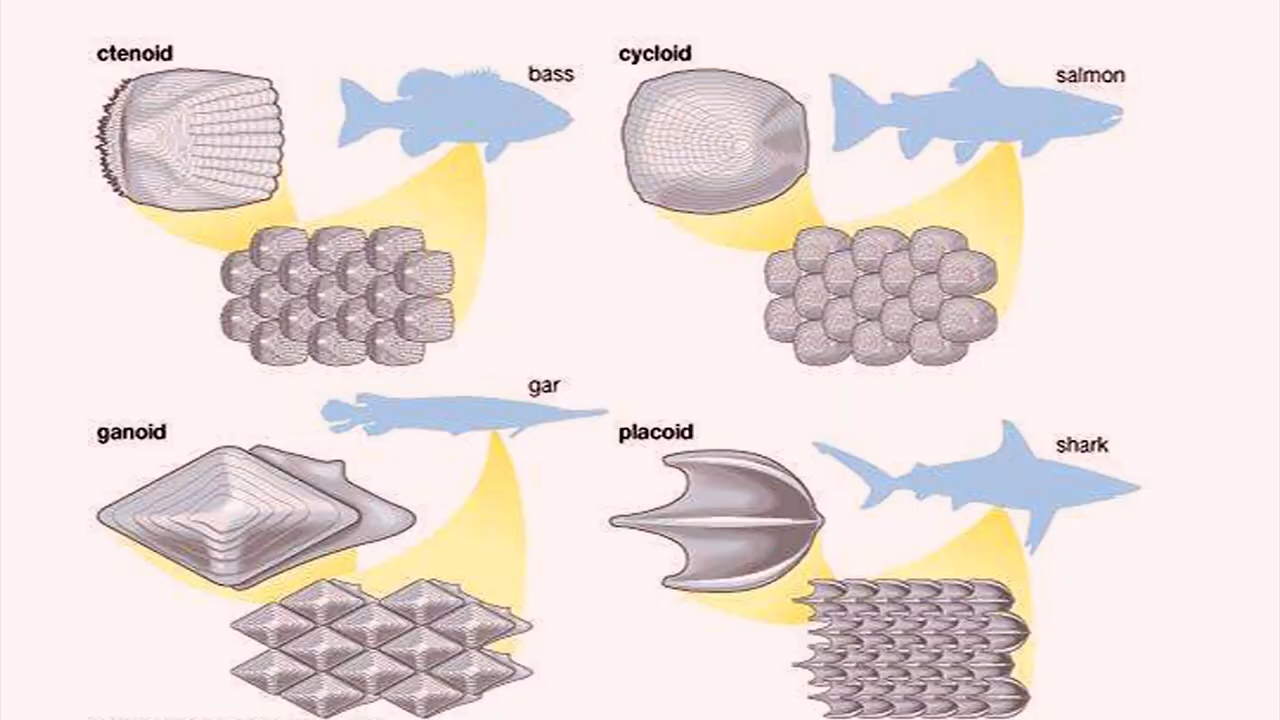 ctenoid
bass
cycloid
salmon
gar
ganoid
placoid
shark